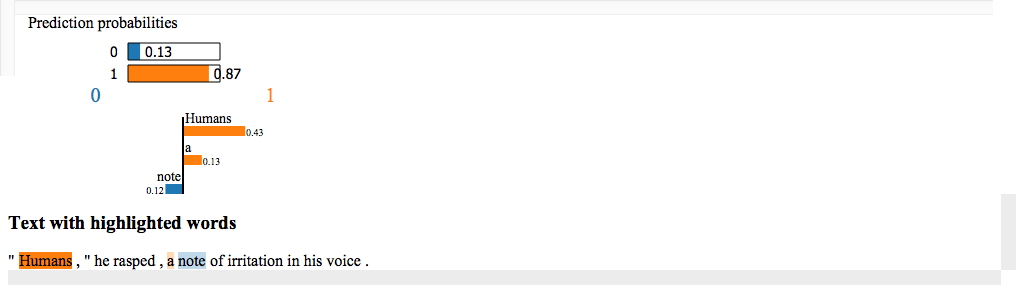 Prediction probabilities
0 0.13
1 0.87
0 1
Humans
0.43
a
0.13
note
0.12
Text with highlighted words
" Humans , " he rasped , a note of irritation in his voice .